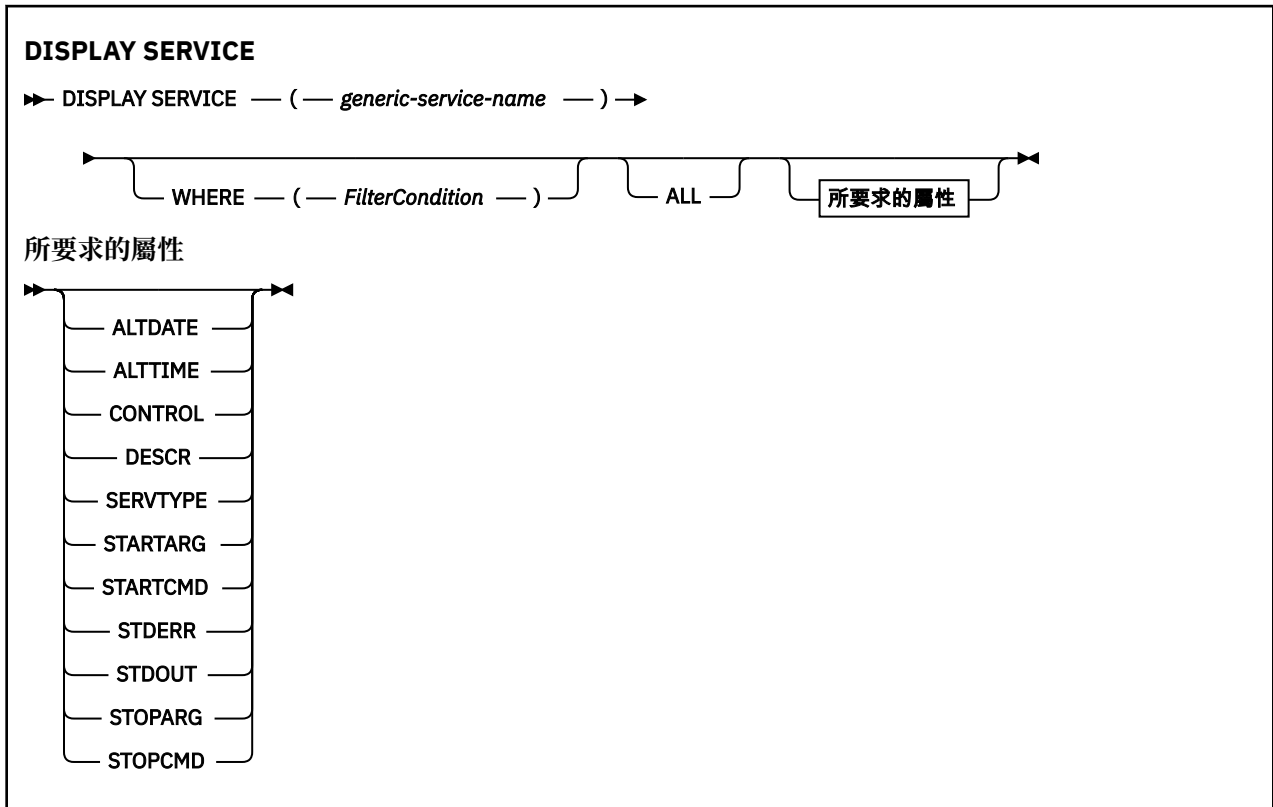 DISPLAY SERVICE
DISPLAY SERVICE ( generic-service-name )
WHERE ( FilterCondition ) ALL 所要求的屬性
所要求的屬性
ALTDATE
ALTTIME
CONTROL
DESCR
SERVTYPE
STARTARG
STARTCMD
STDERR
STDOUT
STOPARG
STOPCMD